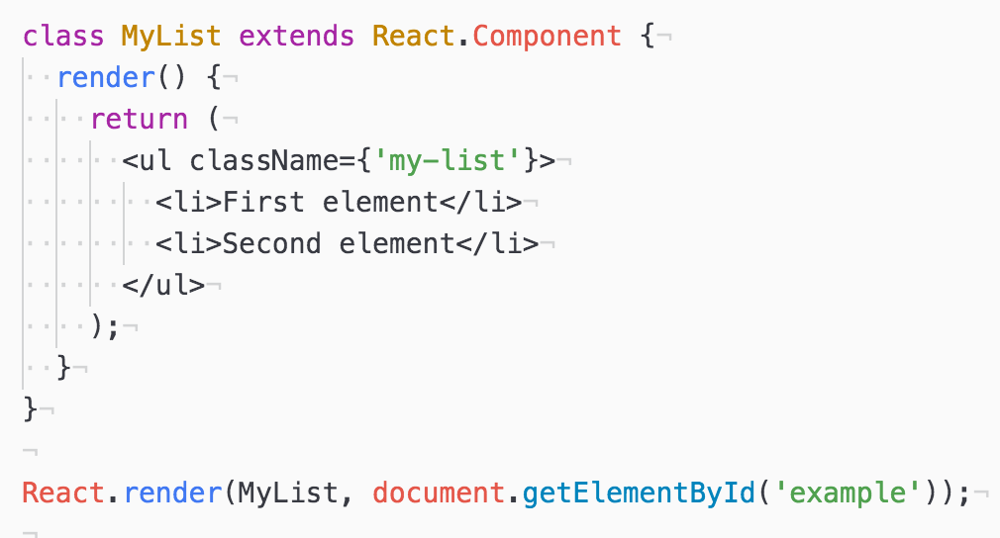 class MyList extends React.Component {¬
··render() {¬
····return (¬
······<ul className={'my-list'}>¬
········<li>First element</li>¬
········<li>Second element</li>¬
······</ul>¬
····);¬
··}¬
}¬
¬
React.render(MyList, document.getElementById('example'));¬
¬